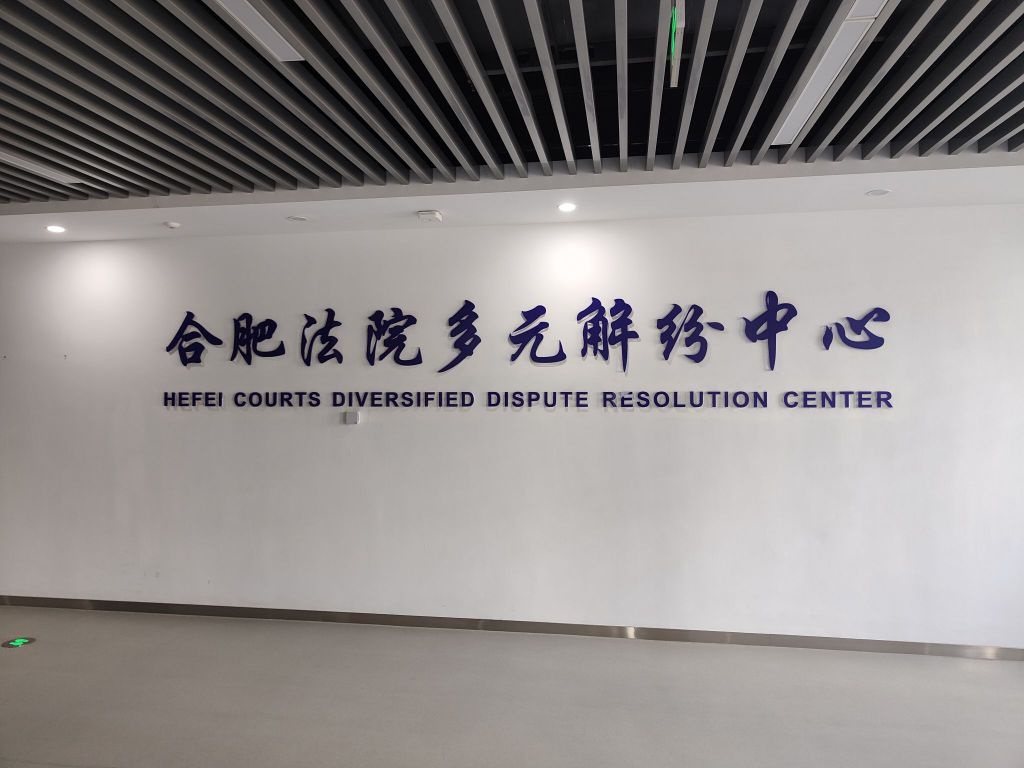 合肥法院多元解纷中心
HEFEI COURTS DIVERSIFIED DISPUTE RESOLUTION CENTER